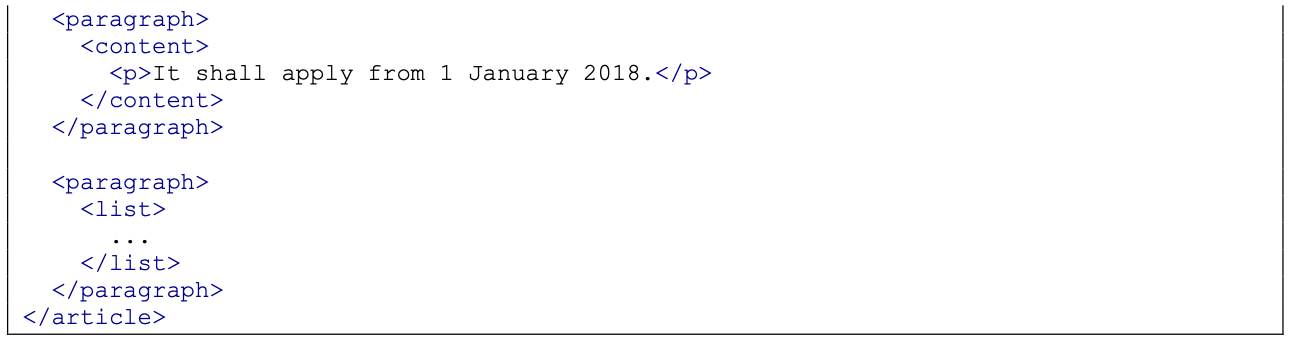 <paragraph>
<content>
<p>It shall apply from 1 January 2018.</p>
</content>
</paragraph>
<paragraph>
<list>
...
</list>
</paragraph>
</article>